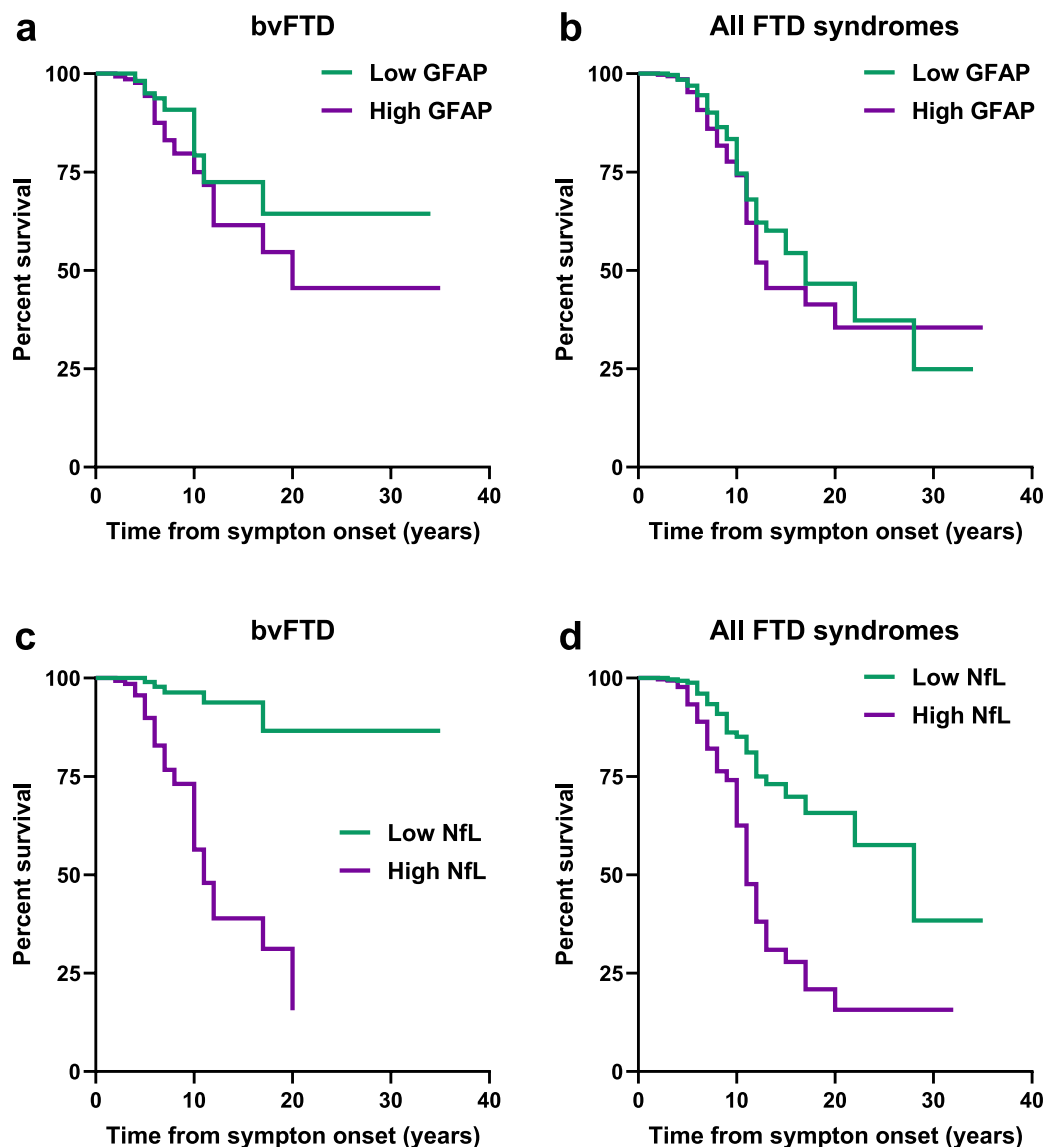 a
bvFTD
Low GFAP
High GFAP
100
75
50
25
0
Percent survival
0 10 20 30 40
Time from sympton onset (years)
b
All FTD syndromes
Low GFAP
High GFAP
100
75
50
25
0
Percent survival
0 10 20 30 40
Time from sympton onset (years)
c
bvFTD
Low NfL
High NfL
100
75
50
25
0
Percent survival
0 10 20 30 40
Time from sympton onset (years)
d
All FTD syndromes
Low NfL
High NfL
100
75
50
25
0
Percent survival
0 10 20 30 40
Time from sympton onset (years)